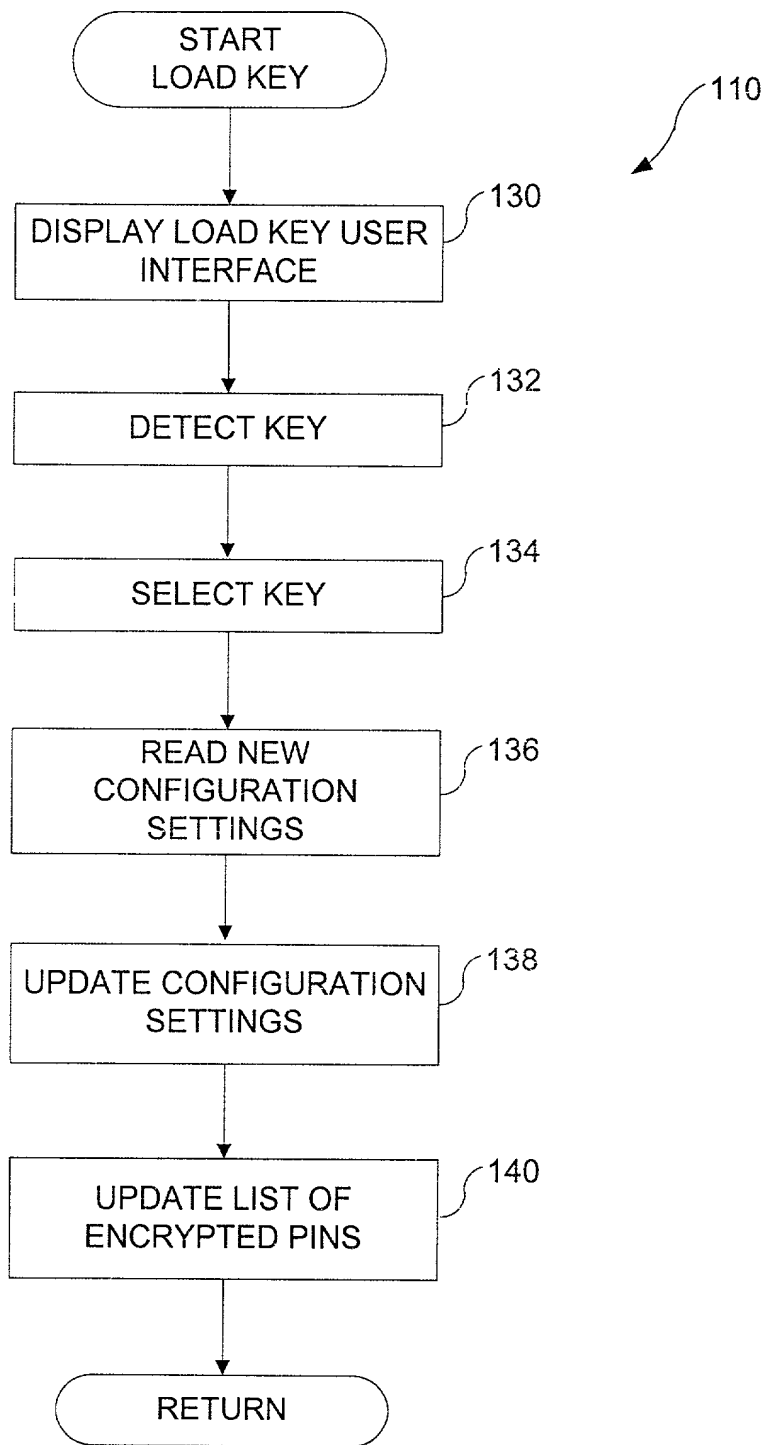 START
LOAD KEY
110
130
DISPLAY LOAD KEY USER
INTERFACE
132
DETECT KEY
134
SELECT KEY
136
READ NEW
CONFIGURATION
SETTINGS
138
UPDATE CONFIGURATION
SETTINGS
140
UPDATE LIST OF
ENCRYPTED PINS
RETURN